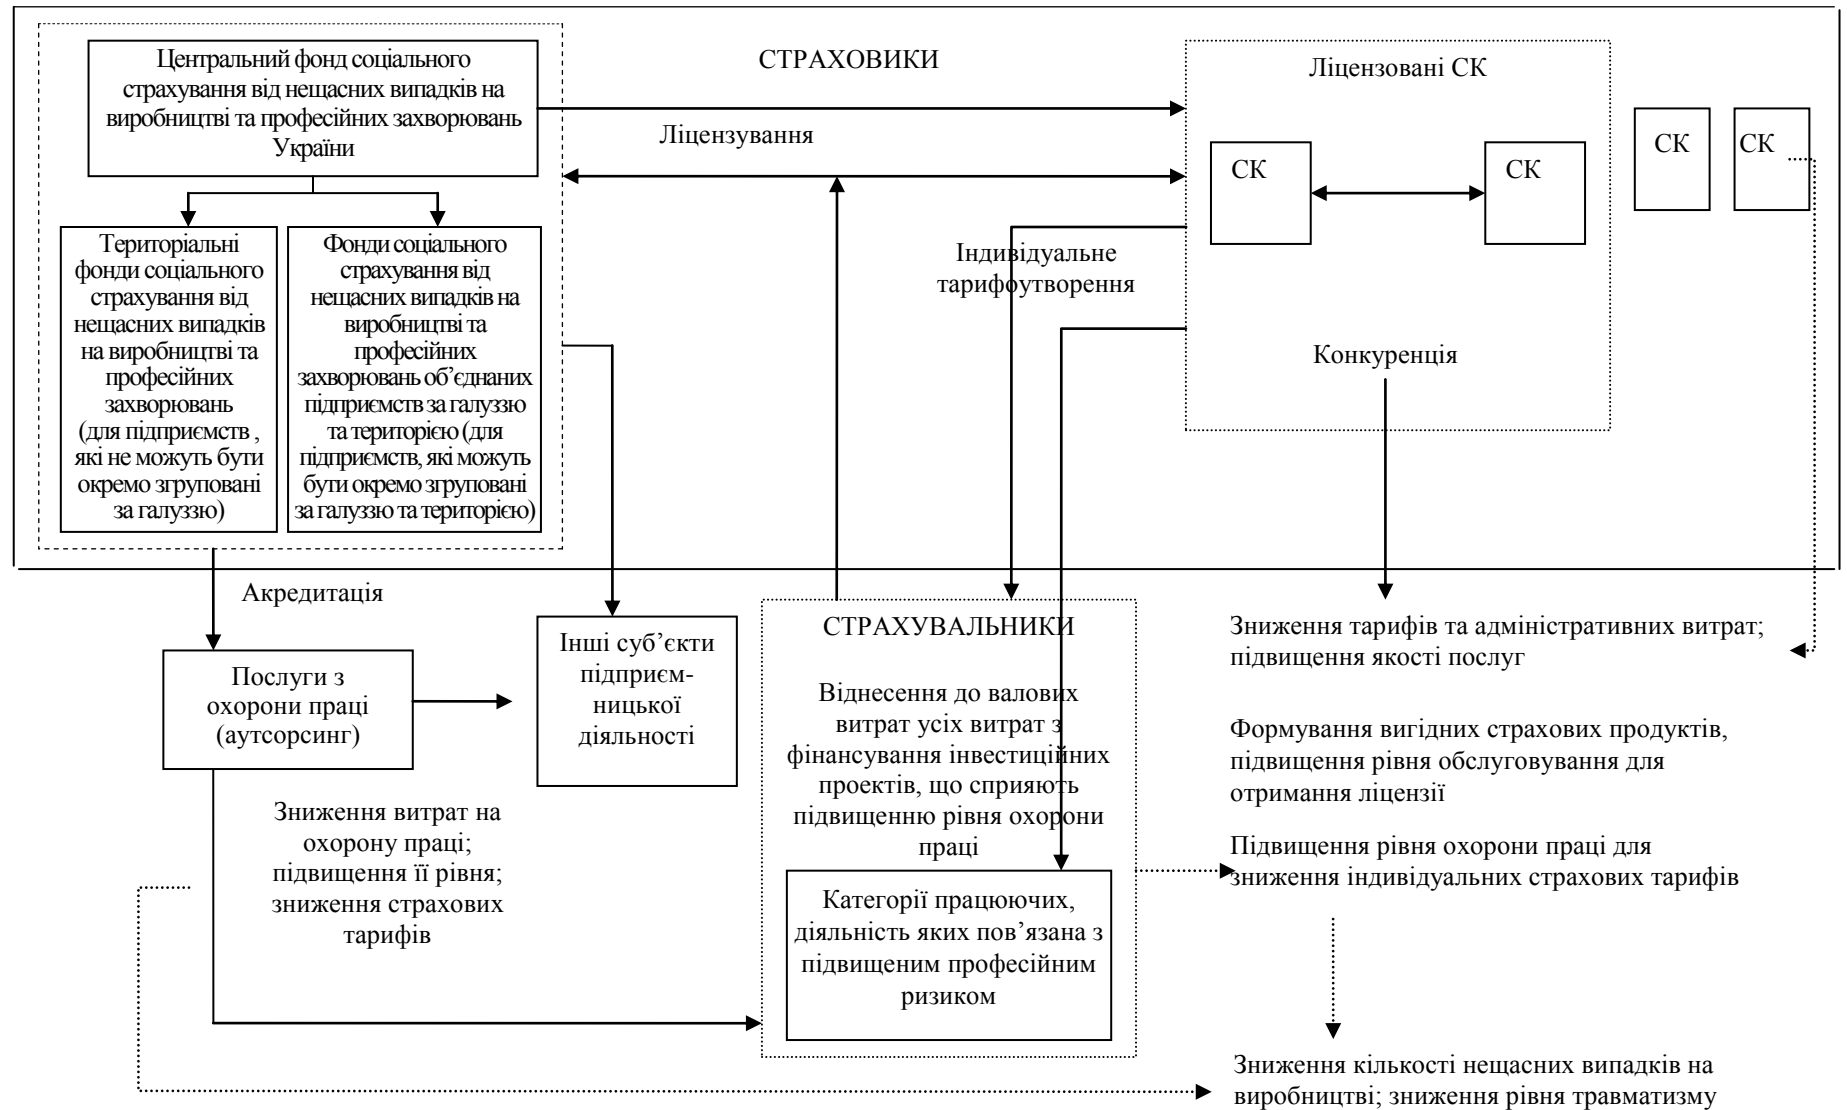 Центральний фонд соціального
страхування від нещасних випадків на
виробництві та професійних захворювань
України
СТРАХОВИКИ
Ліцензування
Ліцензовані СК
СК
СК
СК
СК
Територіальні
фонди соціального
страхування від
нещасних випадків
на виробництві та
професійних
захворювань
(для підприємств ,
які не можуть бути
окремо згруповані
за галуззю)
Фонди соціального
страхування від
нещасних випадків на
виробництві та
професійних
захворювань об’єднаних
підприємств за галуззю
та територією (для
підприємств, які можуть
бути окремо згруповані
за галуззю та територією)
Індивідуальне
тарифоутворення
Конкуренція
Акредитація
Послуги з
охорони праці
(аутсорсинг)
Інші суб’єкти
підприєм-
ницької
діяльності
СТРАХУВАЛЬНИКИ
Віднесення до валових
витрат усіх витрат з
фінансування інвестиційних
проектів, що сприяють
підвищенню рівня охорони
праці
Категорії працюючих,
діяльність яких пов’язана з
підвищеним професійним
ризиком
Зниження витрат на
охорону праці;
підвищення її рівня;
зниження страхових
тарифів
Зниження тарифів та адміністративних витрат;
підвищення якості послуг
Формування вигідних страхових продуктів,
підвищення рівня обслуговування для
отримання ліцензії
Підвищення рівня охорони праці для
зниження індивідуальних страхових тарифів
Зниження кількості нещасних випадків на
виробництві; зниження рівня травматизму